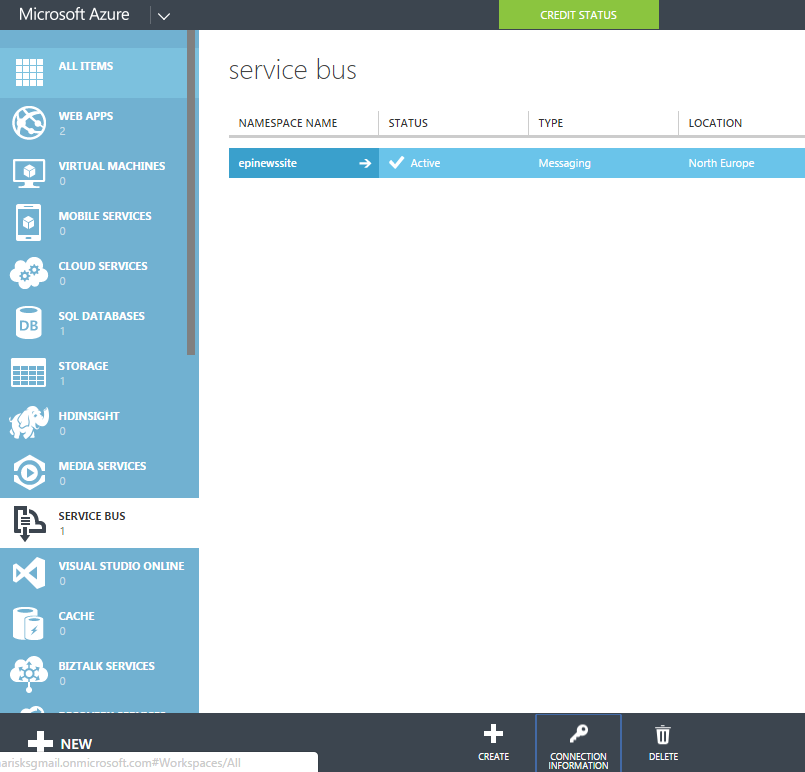 Microsoft Azure
CREDIT STATUS
ALL ITEMS
WEB APPS
2
VIRTUAL MACHINES
0
MOBILE SERVICES
0
CLOUD SERVICES
0
SQL DATABASES
1
DB
STORAGE
1
HDINSIGHT
0
MEDIA SERVICES
0
SERVICE BUS
1
VISUAL STUDIO ONLINE
0
CACHE
0
BIZTALK SERVICES
0
service bus
NAMESPACE NAME STATUS TYPE LOCATION
epinewssite Active Messaging North Europe
NEW
CREATE
CONNECTION
INFORMATION
DELETE
arisksgmail.onmicrosoft.com#Workspaces/All